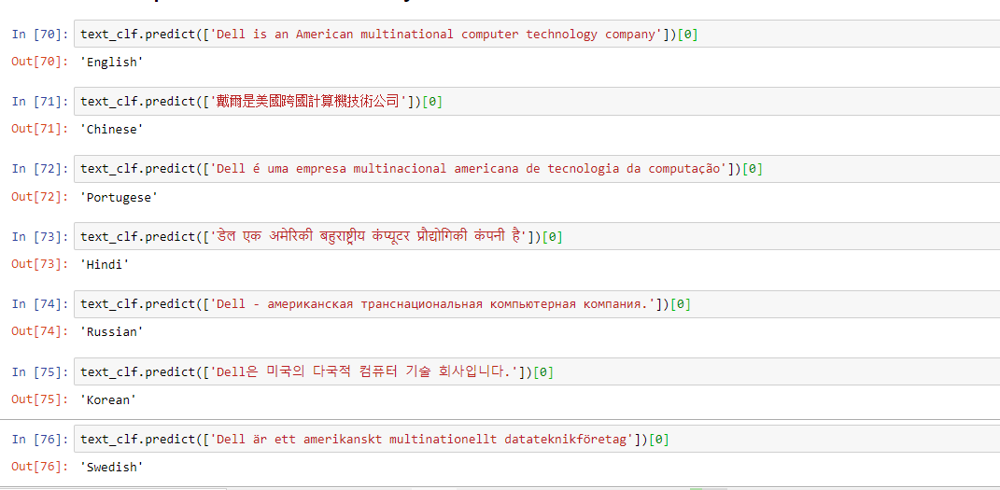 In [70]: text_clf.predict(['Dell is an American multinational computer technology company'])[0]
Out[70]: 'English'
In [71]: text_clf.predict(['戴爾是美國跨國計算機技術公司'])[0]
Out[71]: 'Chinese'
In [72]: text_clf.predict(['Dell é uma empresa multinacional americana de tecnologia da computação'])[0]
Out[72]: 'Portugese'
In [73]: text_clf.predict(['डेल एक अमेरिकी बहुराष्ट्रीय कंप्यूटर प्रौद्योगिकी कंपनी है'])[0]
Out[73]: 'Hindi'
In [74]: text_clf.predict(['Dell - американская транснациональная компьютерная компания.'])[0]
Out[74]: 'Russian'
In [75]: text_clf.predict(['Dell은 미국의 다국적 컴퓨터 기술 회사입니다.'])[0]
Out[75]: 'Korean'
In [76]: text_clf.predict(['Dell är ett amerikanskt multinationellt datateknikföretag'])[0]
Out[76]: 'Swedish'